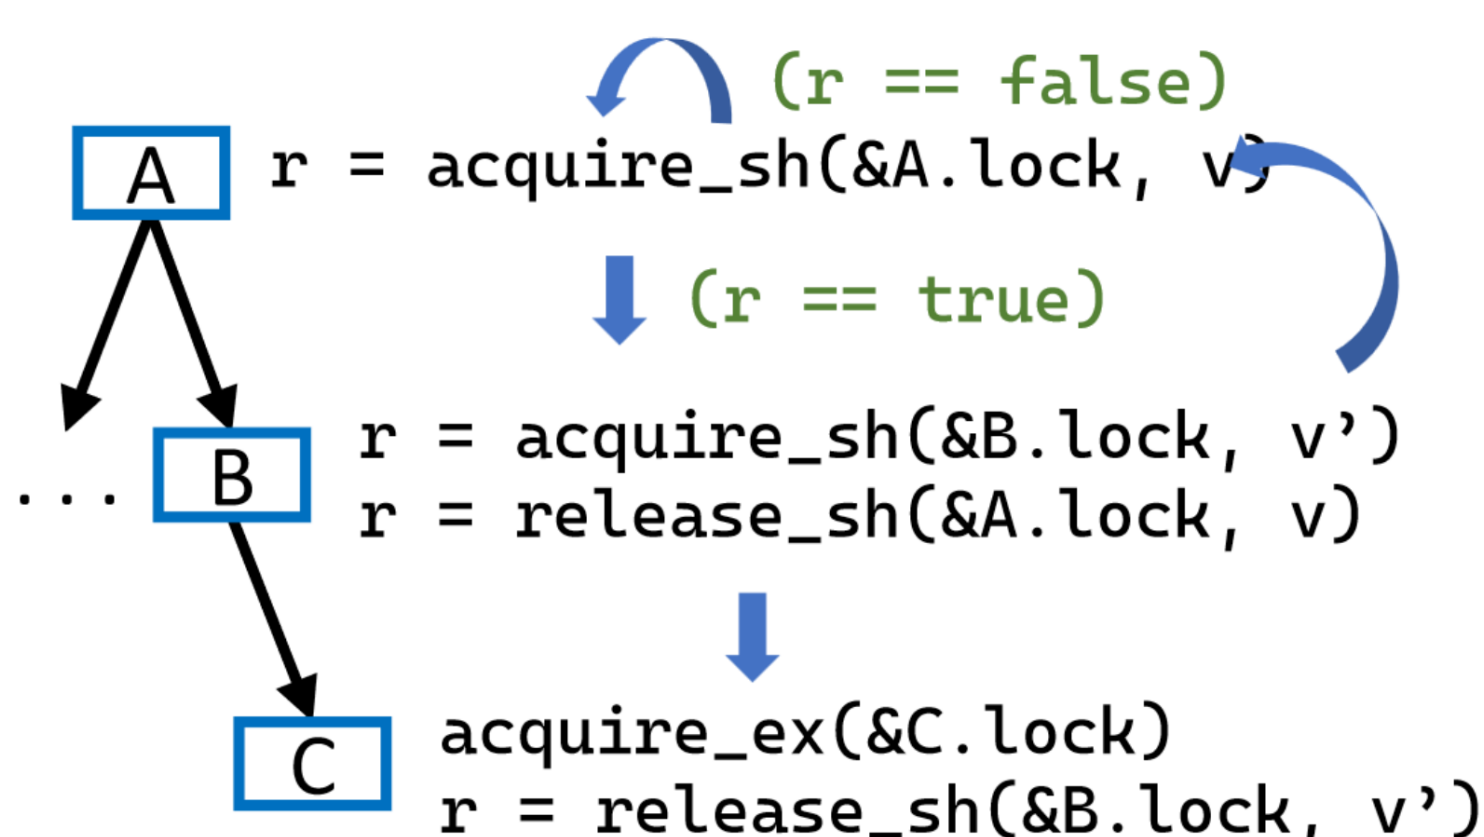 (r == false)
A r = acquire_sh(&A.lock, v)
(r == true)
r = acquire_sh(&B.lock, v’)
... B
r = release_sh(&A.lock, v)
acquire_ex(&C.lock)
C
r = release_sh(&B.lock, v’)